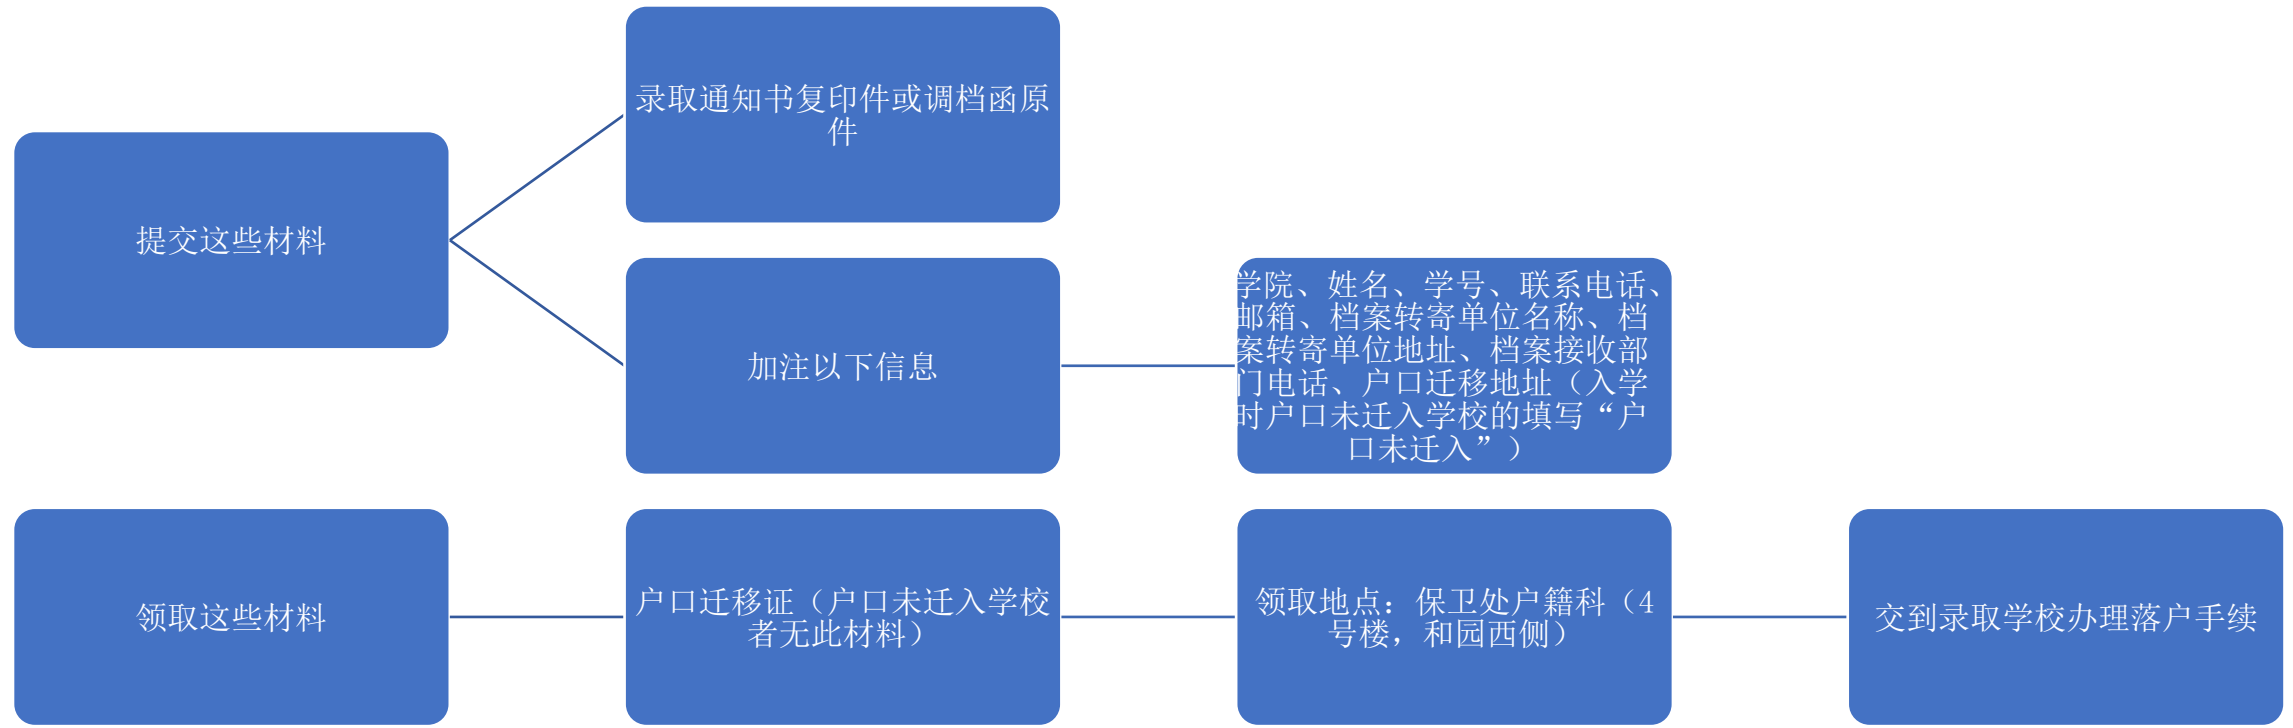 提交这些材料
录取通知书复印件或调档函原
件
加注以下信息
学院、姓名、学号、联系电话、
邮箱、档案转寄单位名称、档
案转寄单位地址、档案接收部
门电话、户口迁移地址（入学
时户口未迁入学校的填写“户
口未迁入”）
领取这些材料
户口迁移证（户口未迁入学校
者无此材料）
领取地点：保卫处户籍科（4
号楼，和园西侧）
交到录取学校办理落户手续